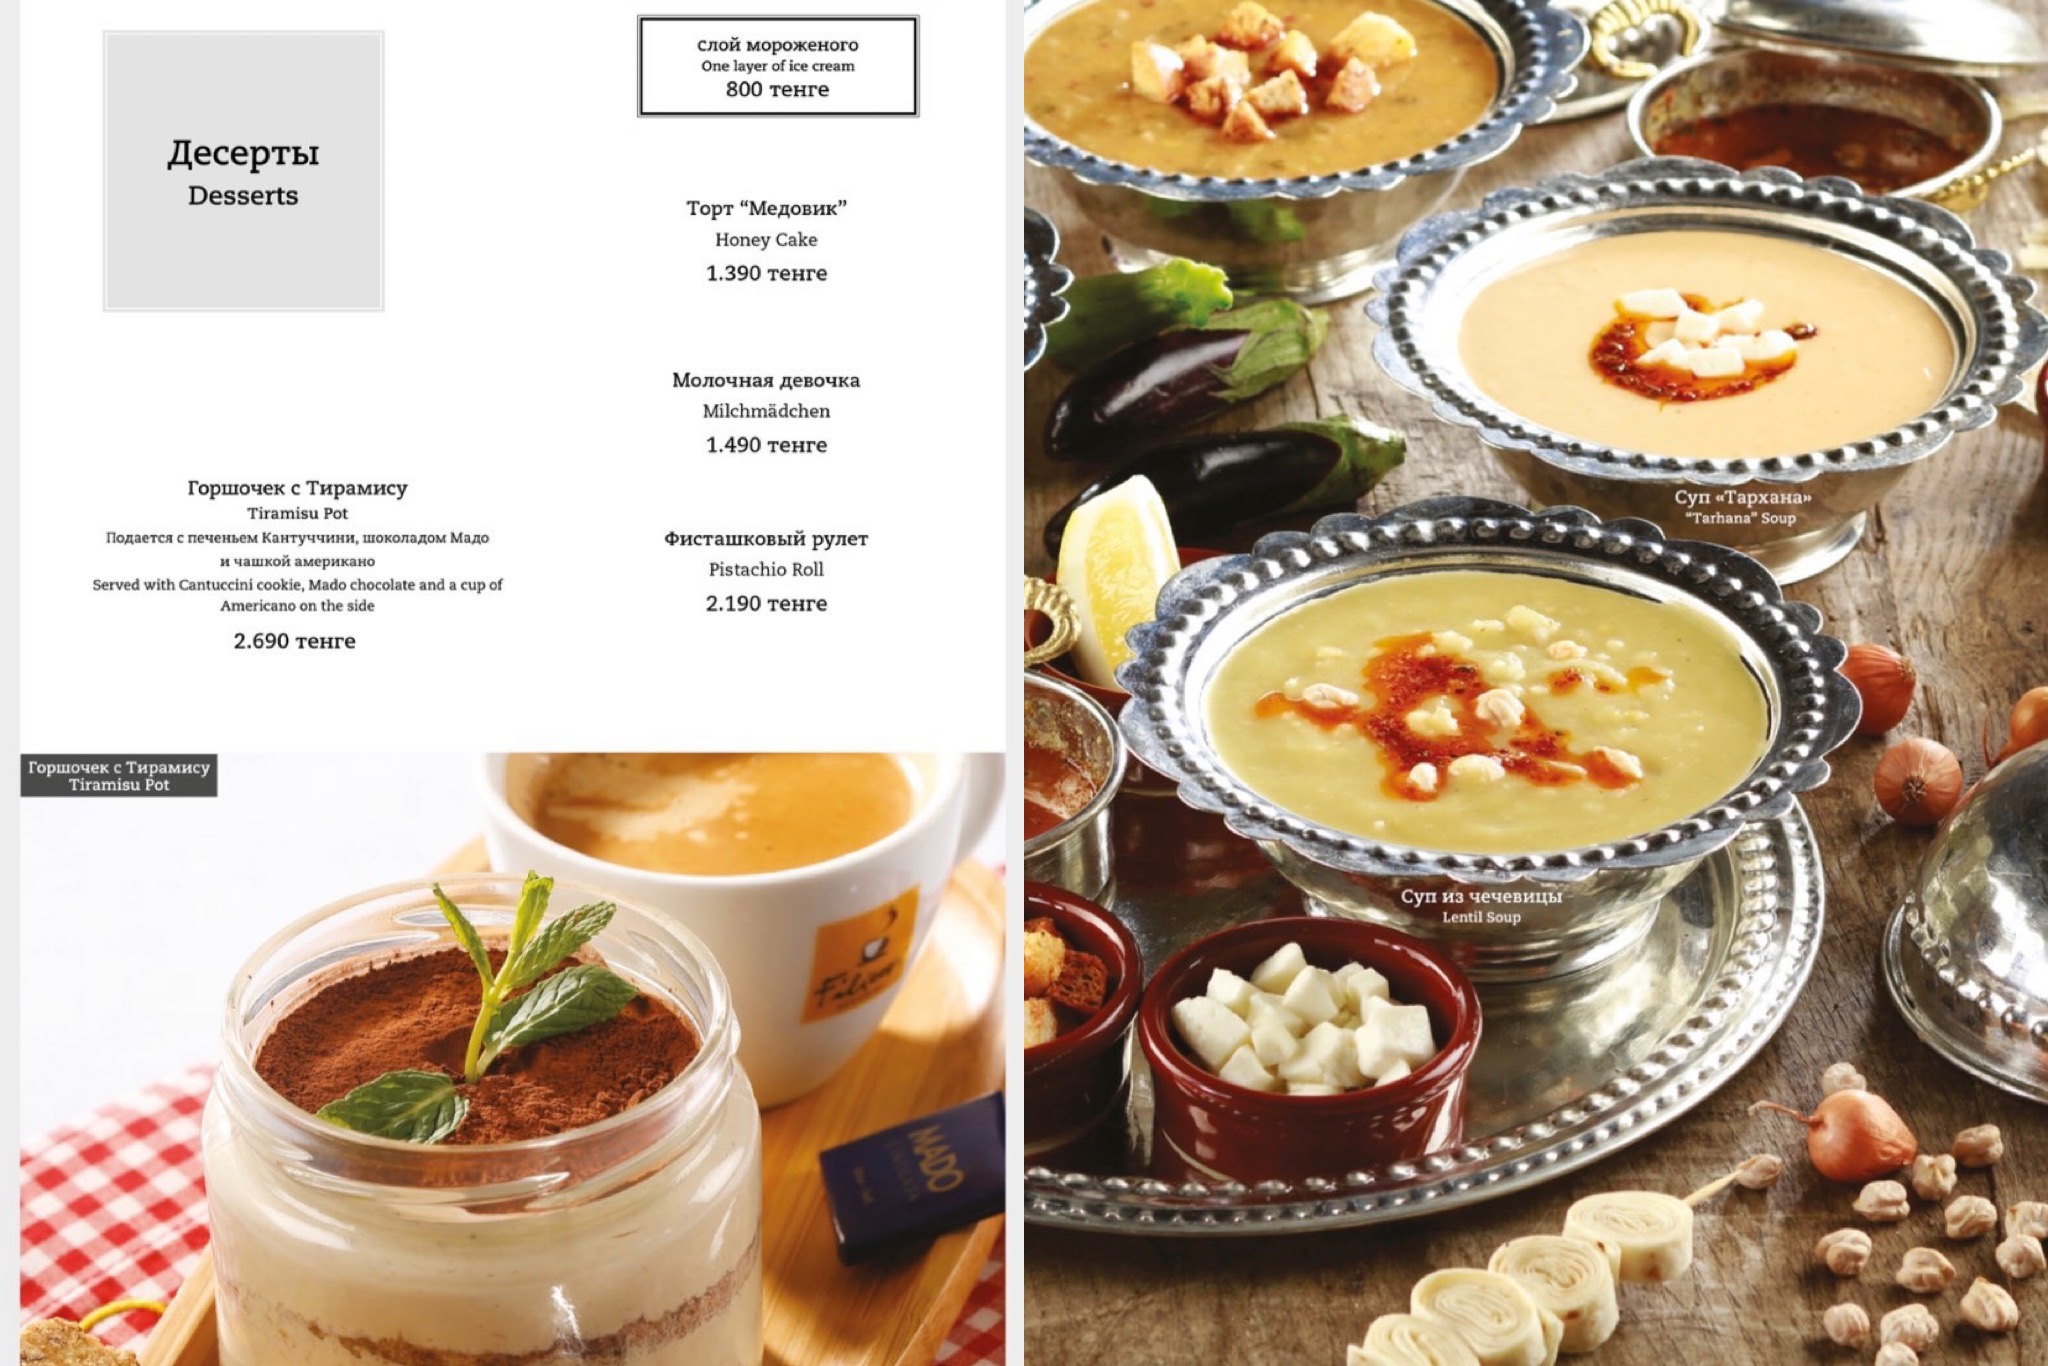 Десерты
Desserts
слой мороженого
One layer of ice cream
800 тенге
Торт “Медовик”
Honey Cake
1.390 тенге
Молочная девочка
Milchmädchen
1.490 тенге
Фисташковый рулет
Pistachio Roll
2.190 тенге
Горшочек с Тирамису
Tiramisu Pot
Подается с печеньем Кантуччини, шоколадом Мадо
и чашкой американо
Served with Cantuccini cookie, Mado chocolate and a cup of
Americano on the side
2.690 тенге
Горшочек с Тирамису
Tiramisu Pot
MADO
Суп «Тархана»
“Tarhana” Soup
Суп из чечевицы
Lentil Soup